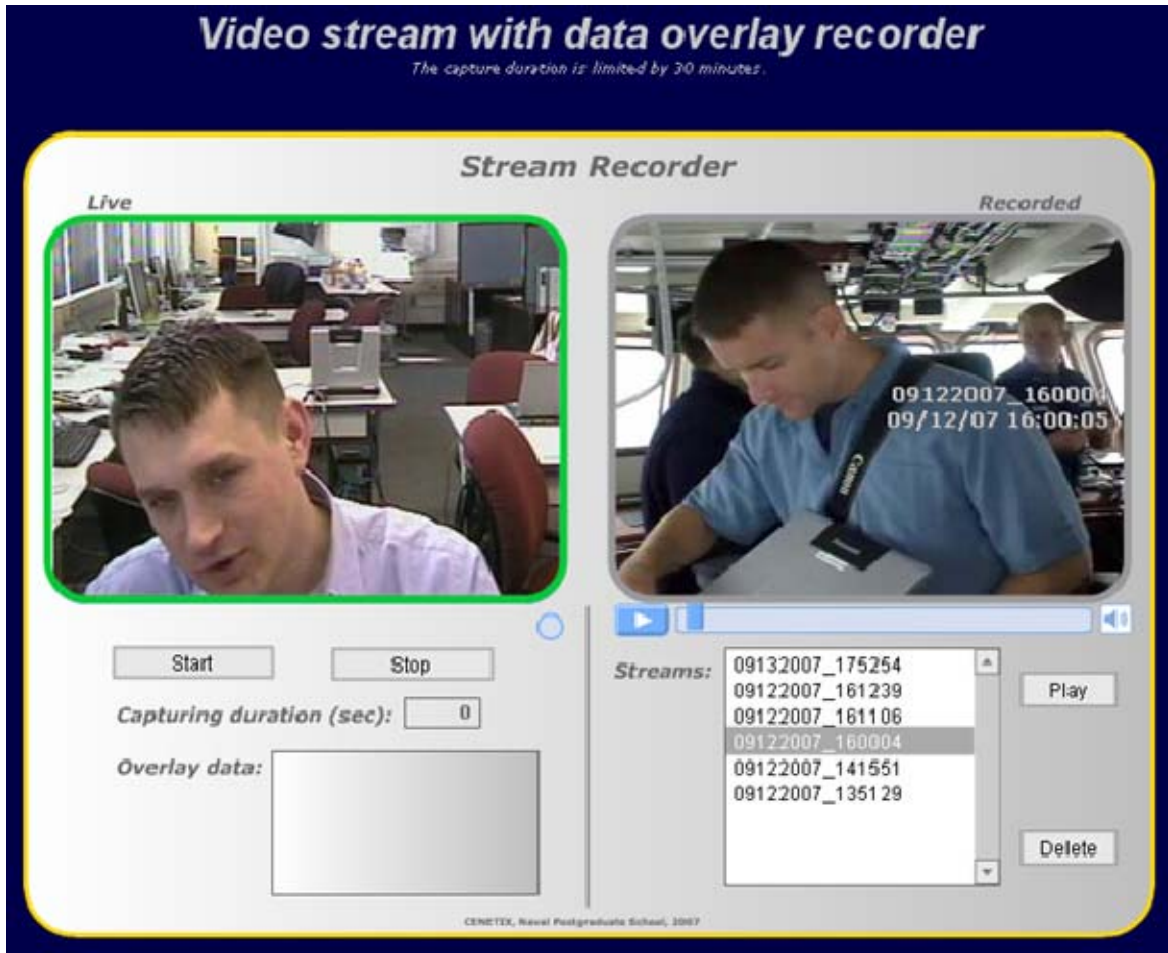 Video stream with data overlay recorder
The capture duration is limited by 30 minutes.
Stream Recorder
Live
Recorded
09122007_160004
09/12/07 16:00:05
Canon
Start
Stop
Capturing duration (sec):
0
Overlay data:
Streams:
09132007_175254
09122007_161239
09122007_161106
09122007_160004
09122007_141551
09122007_135129
Play
Dellete
CENETIX, Naval Postgraduate School, 2007